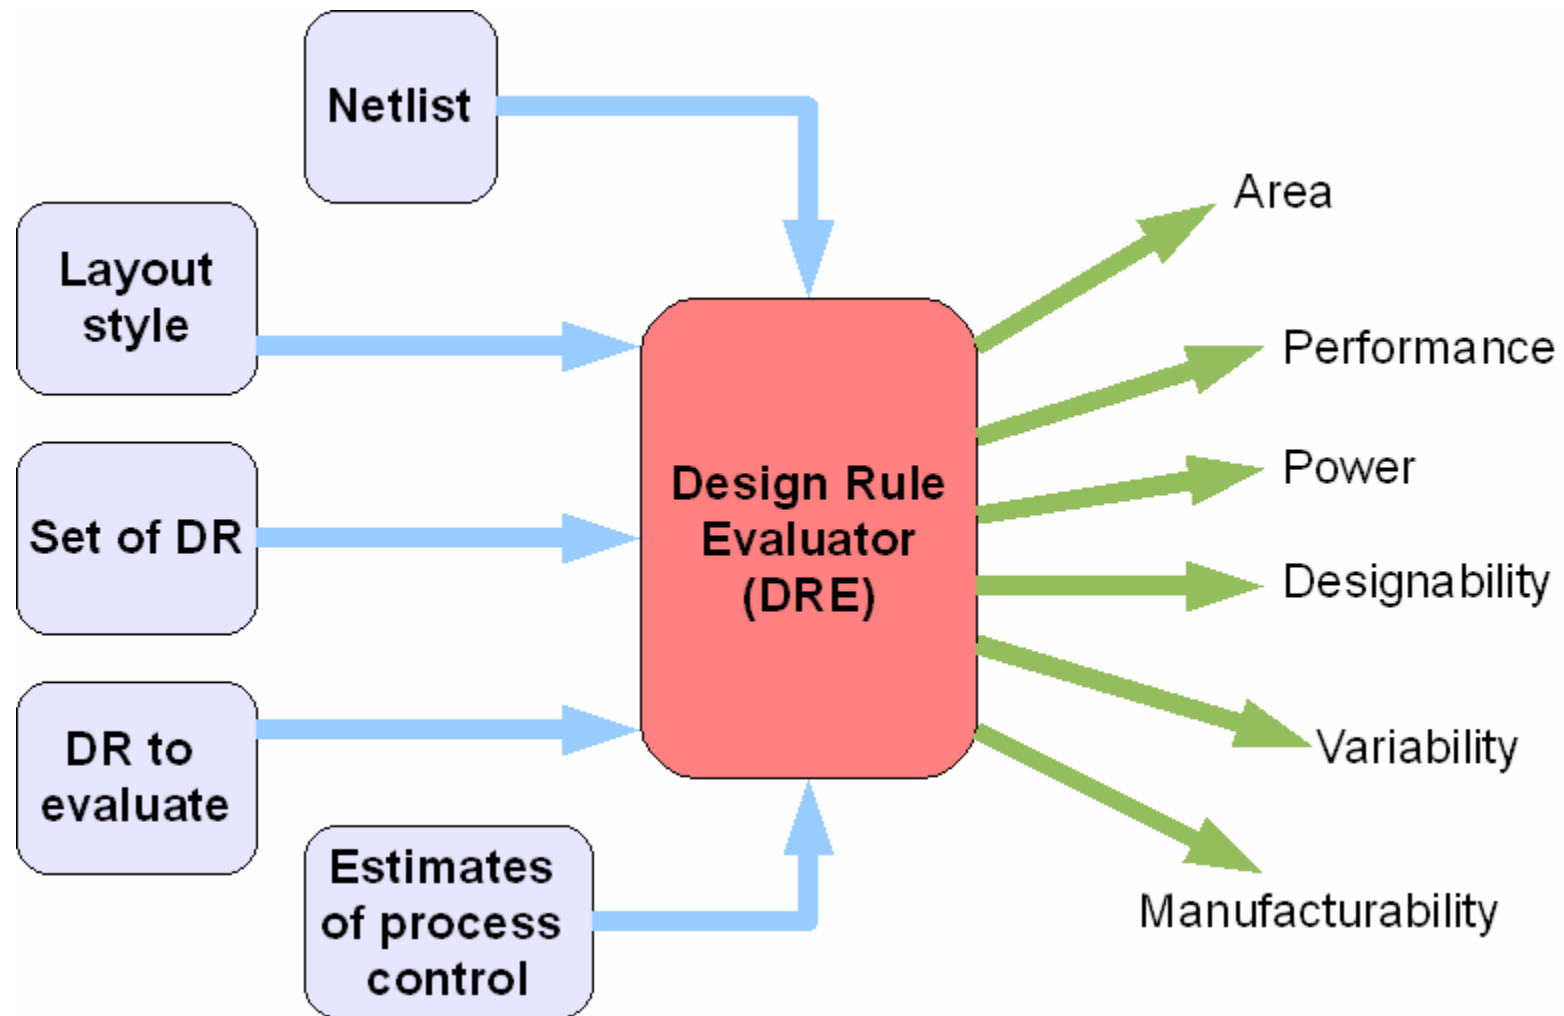 Netlist
Layout
style
Set of DR
DR to
evaluate
Estimates
of process
control
Design Rule
Evaluator
(DRE)
Area
Performance
Power
Designability
Variability
Manufacturability